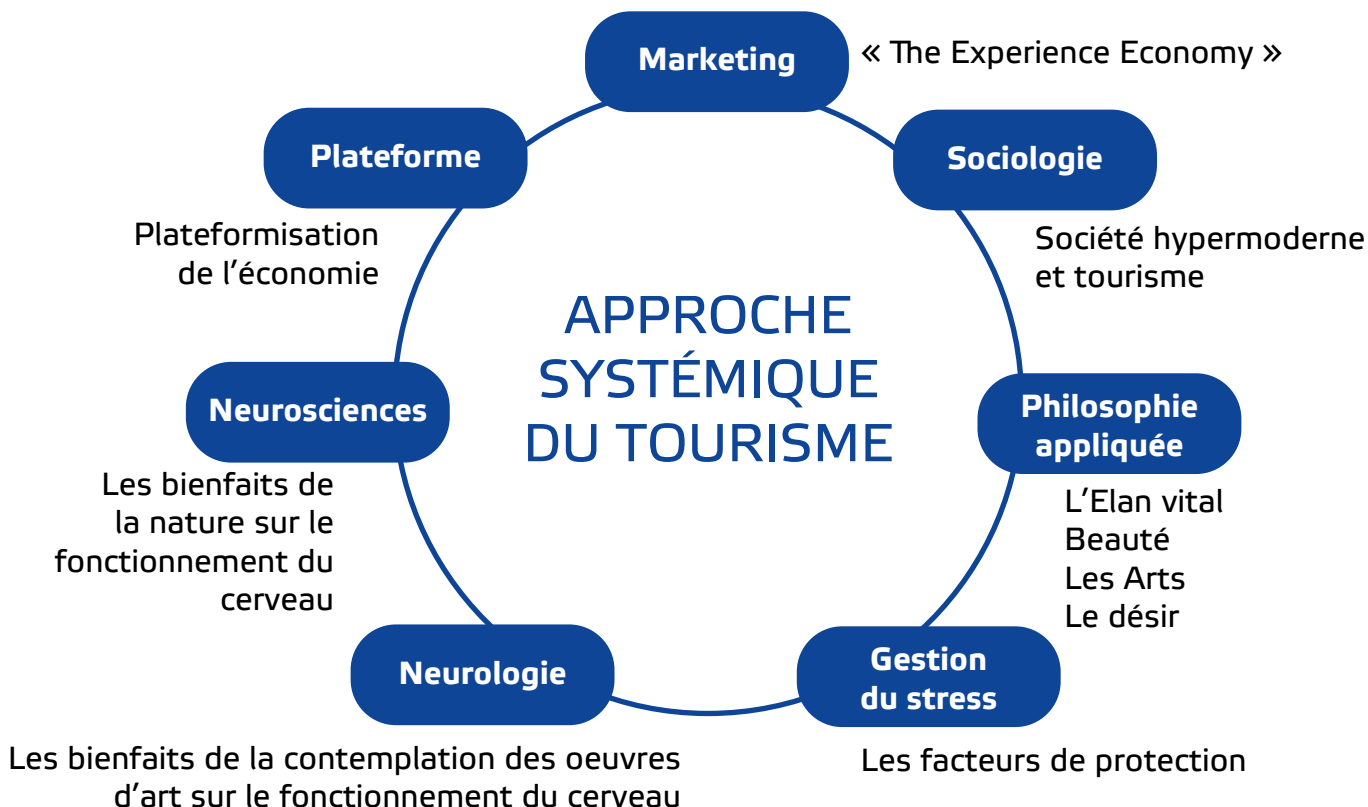 Marketing
« The Experience Economy »
Plateforme
Sociologie
Plateformisation
de l'économie
Société hypermoderne
et tourisme
APPROCHE
SYSTÉMIQUE
DU TOURISME
Neurosciences
Les bienfaits de
la nature sur le
fonctionnement du
cerveau
Philosophie
appliquée
L'Elan vital
Beauté
Les Arts
Le désir
Neurologie
Les bienfaits de la contemplation des oeuvres
d'art sur le fonctionnement du cerveau
Gestion
du stress
Les facteurs de protection